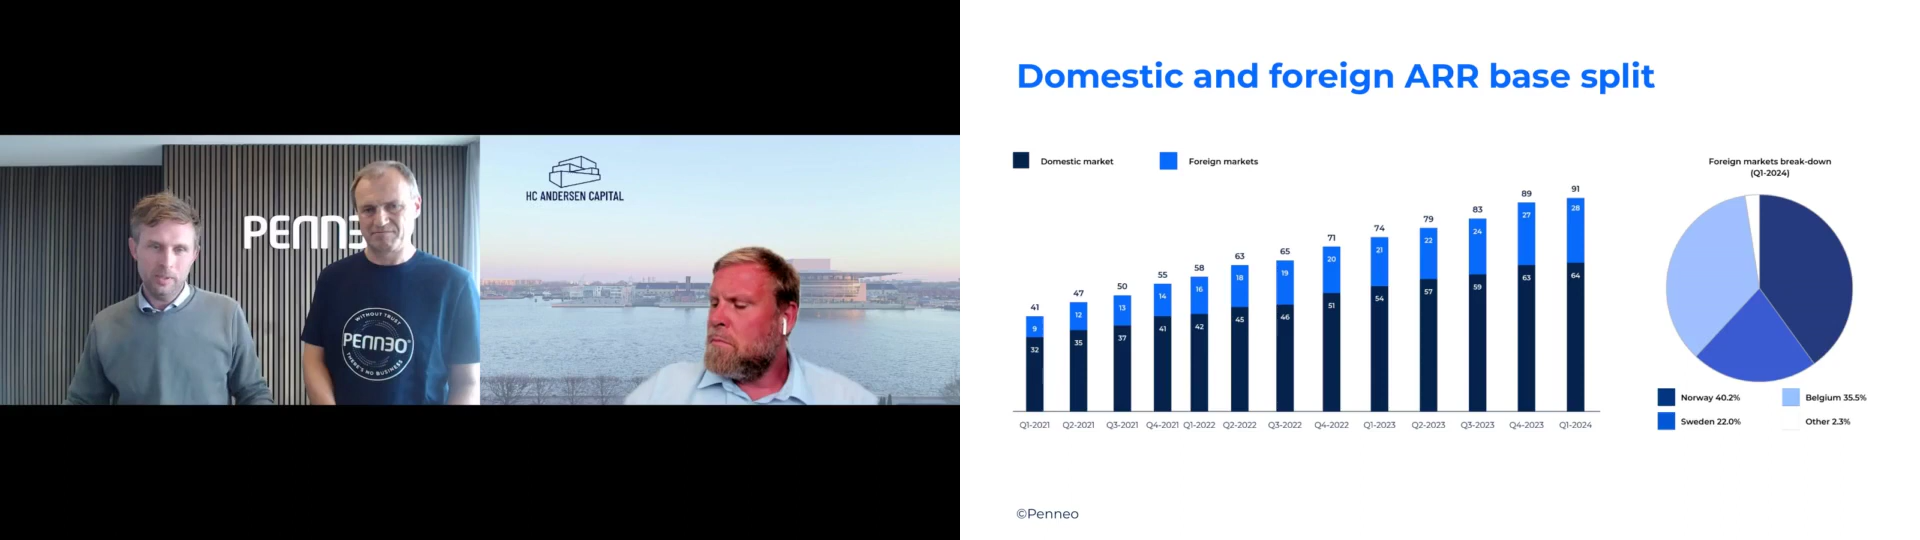 PENNEO
WITHOUT TRUST
PENNEO
THERE'S NO BUSINESS
HC ANDERSEN CAPITAL
Domestic and foreign ARR base split
Domestic market
Foreign markets
41 47 50 55 58 63 65 71 74 79 83 89 91
9 12 13 14 16 18 19 20 21 22 24 27 28
32 35 37 41 42 45 46 51 54 57 59 63 64
Q1-2021 Q2-2021 Q3-2021 Q4-2021 Q1-2022 Q2-2022 Q3-2022 Q4-2022 Q1-2023 Q2-2023 Q3-2023 Q4-2023 Q1-2024
Foreign markets break-down
(Q1-2024)
Norway 40.2%
Belgium 35.5%
Sweden 22.0%
Other 2.3%
©Penneo